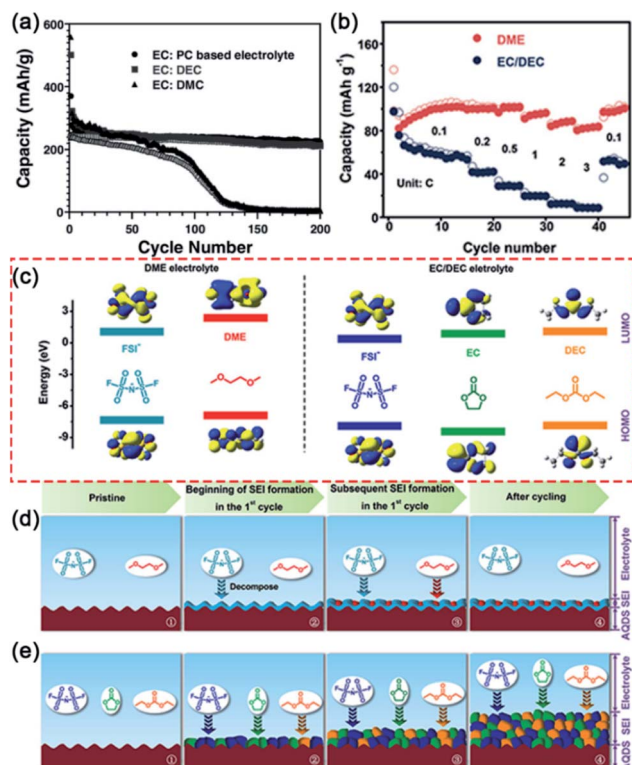 (a)
600
400
200
0
Capacity (mAh/g)
EC: PC based electrolyte
EC: DEC
EC: DMC
0 50 100 150 200
Cycle Number
(b)
160
120
80
40
0
Capacity (mAh g⁻¹)
DME
EC/DEC
0.1
0.2
0.5
1
2
3
0.1
Unit: C
0 10 20 30 40
Cycle number
(c)
DME electrolyte
EC/DEC eletrolyte
Energy (eV)
3
0
-3
-6
-9
FSI⁻
DME
FSI⁻
EC
DEC
LUMO
HOMO
Pristine
Beginning of SEI formation
in the 1st cycle
Subsequent SEI formation
in the 1st cycle
After cycling
(d)
Decompose
①
②
③
④
AQDS SEI Electrolyte
(e)
①
②
③
④
AQDS SEI Electrolyte